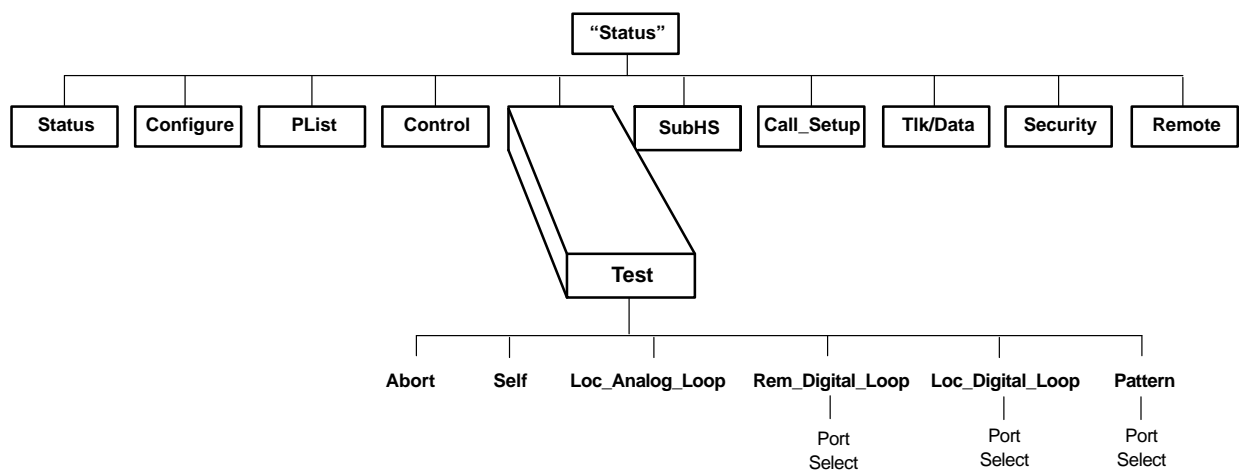 “Status”
Status Configure PList Control SubHS Call_Setup Tlk/Data Security Remote
Test
Abort Self Loc_Analog_Loop Rem_Digital_Loop Loc_Digital_Loop Pattern
Port Port Port
Select Select Select